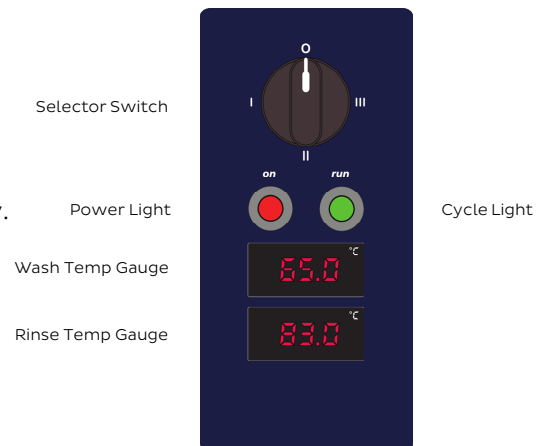 O
I
III
II
Selector Switch
on
run
Power Light
Cycle Light
°C
65.0
Wash Temp Gauge
°C
83.0
Rinse Temp Gauge